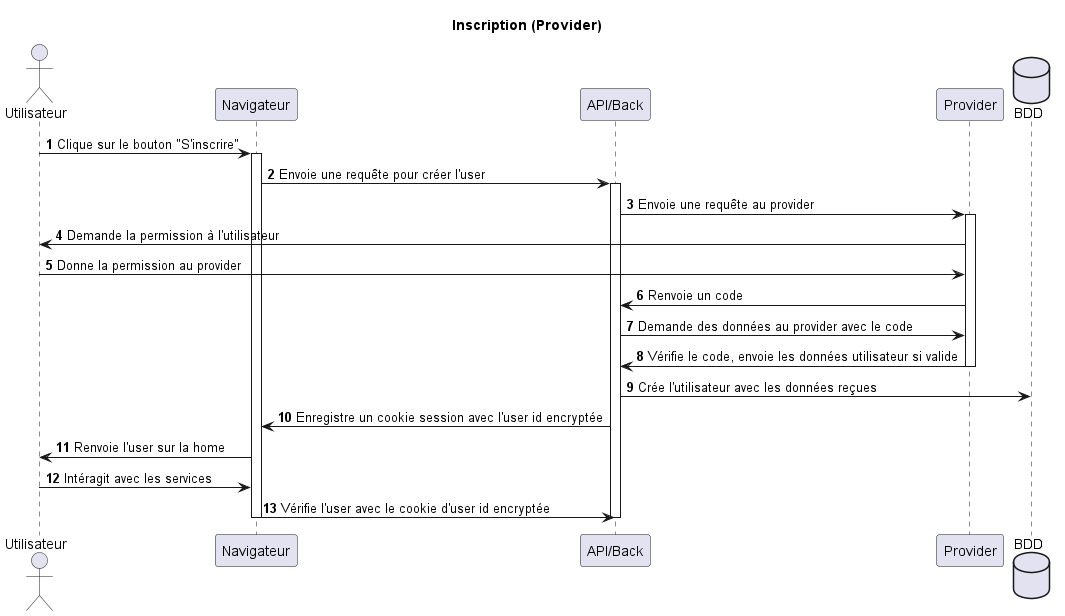 Inscription (Provider)
Utilisateur
Navigateur
API/Back
Provider
BDD
1 Clique sur le bouton "S'inscrire"
2 Envoie une requête pour créer l'user
3 Envoie une requête au provider
4 Demande la permission à l'utilisateur
5 Donne la permission au provider
6 Renvoie un code
7 Demande des données au provider avec le code
8 Vérifie le code, envoie les données utilisateur si valide
9 Crée l'utilisateur avec les données reçues
10 Enregistre un cookie session avec l'user id encryptée
11 Renvoie l'user sur la home
12 Intéragit avec les services
13 Vérifie l'user avec le cookie d'user id encryptée
Utilisateur
Navigateur
API/Back
Provider
BDD